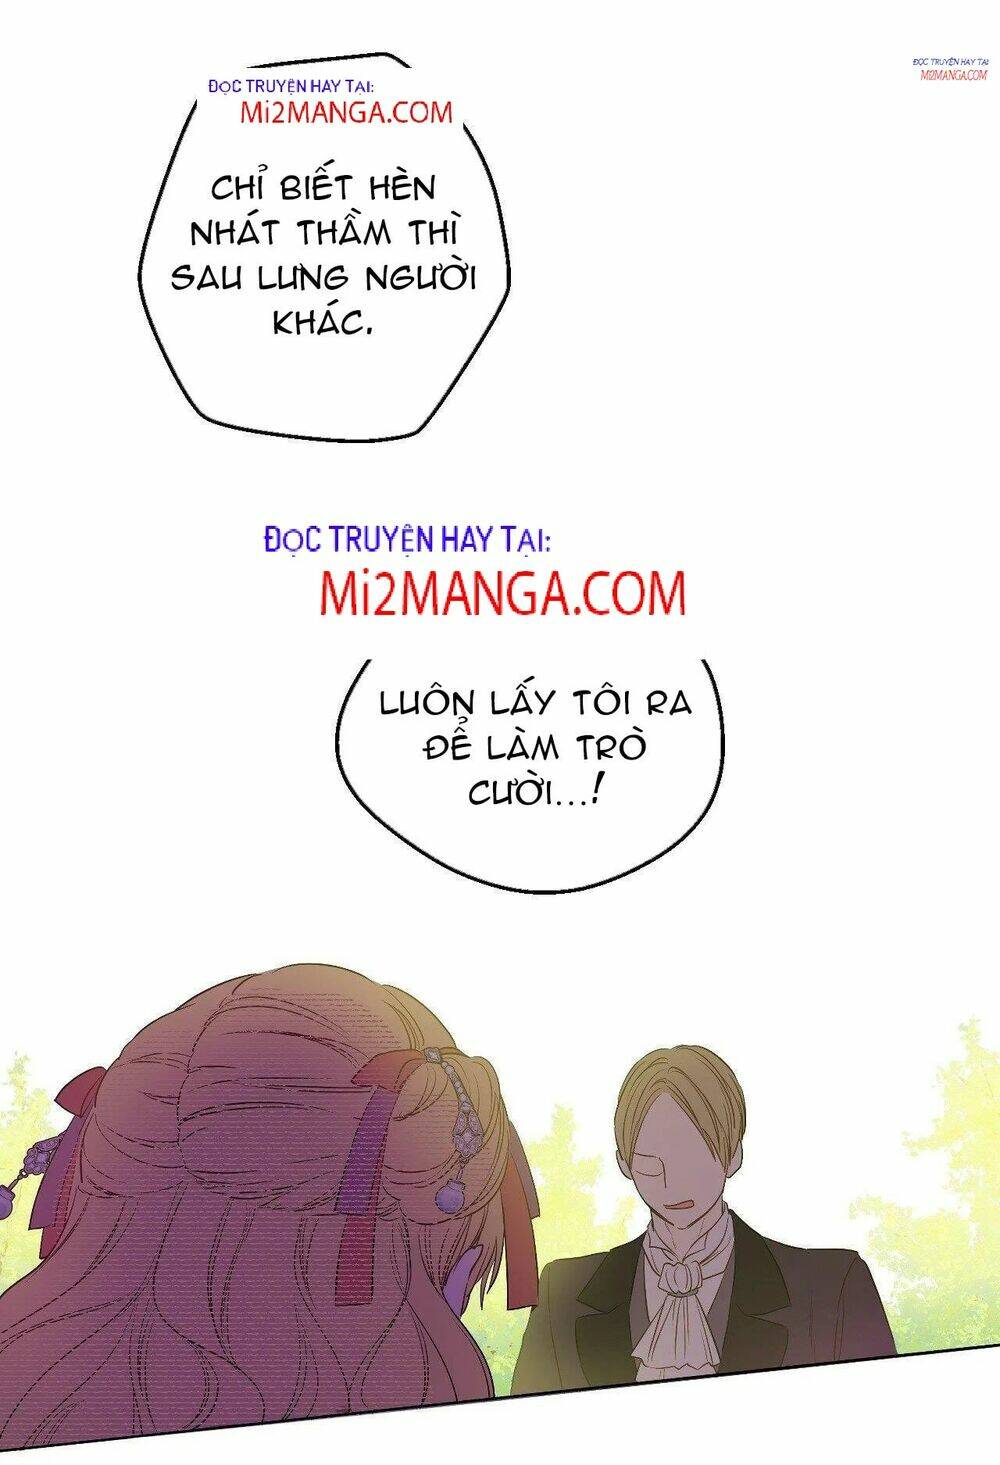 ĐỌC TRUYỆN HAY TẠI
MI2MANGA.COM
ĐỌC TRUYỆN HAY TẠI:
Mi2MANGA.COM
CHỈ BIẾT HÈN
NHÁT THẦM THÌ
SAU LƯNG NGƯỜI
KHÁC.
ĐỌC TRUYỆN HAY TẠI:
Mi2MANGA.COM
LUÔN LẤY TÔI RA
ĐỂ LÀM TRÒ
CƯỜI...!